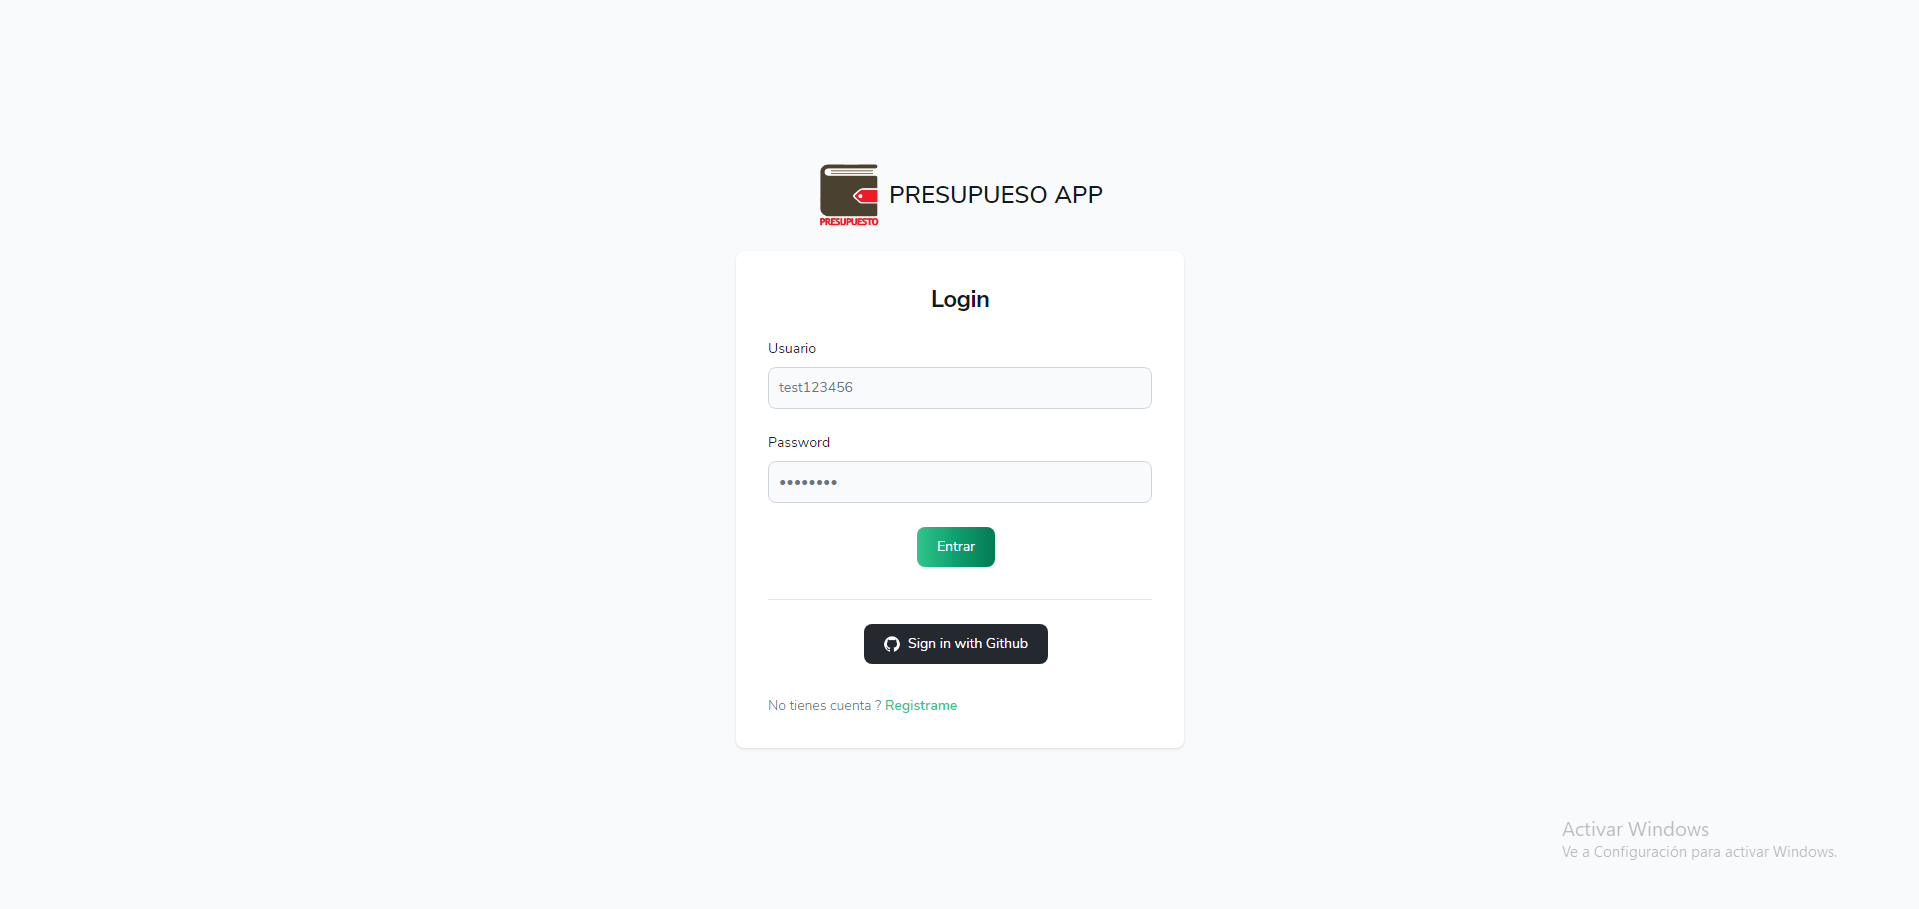 PRESUPUESTO
PRESUPUESO APP
Login
Usuario
test123456
Password
••••••••
Entrar
Sign in with Github
No tienes cuenta ? Registrame
Activar Windows
Ve a Configuración para activar Windows.